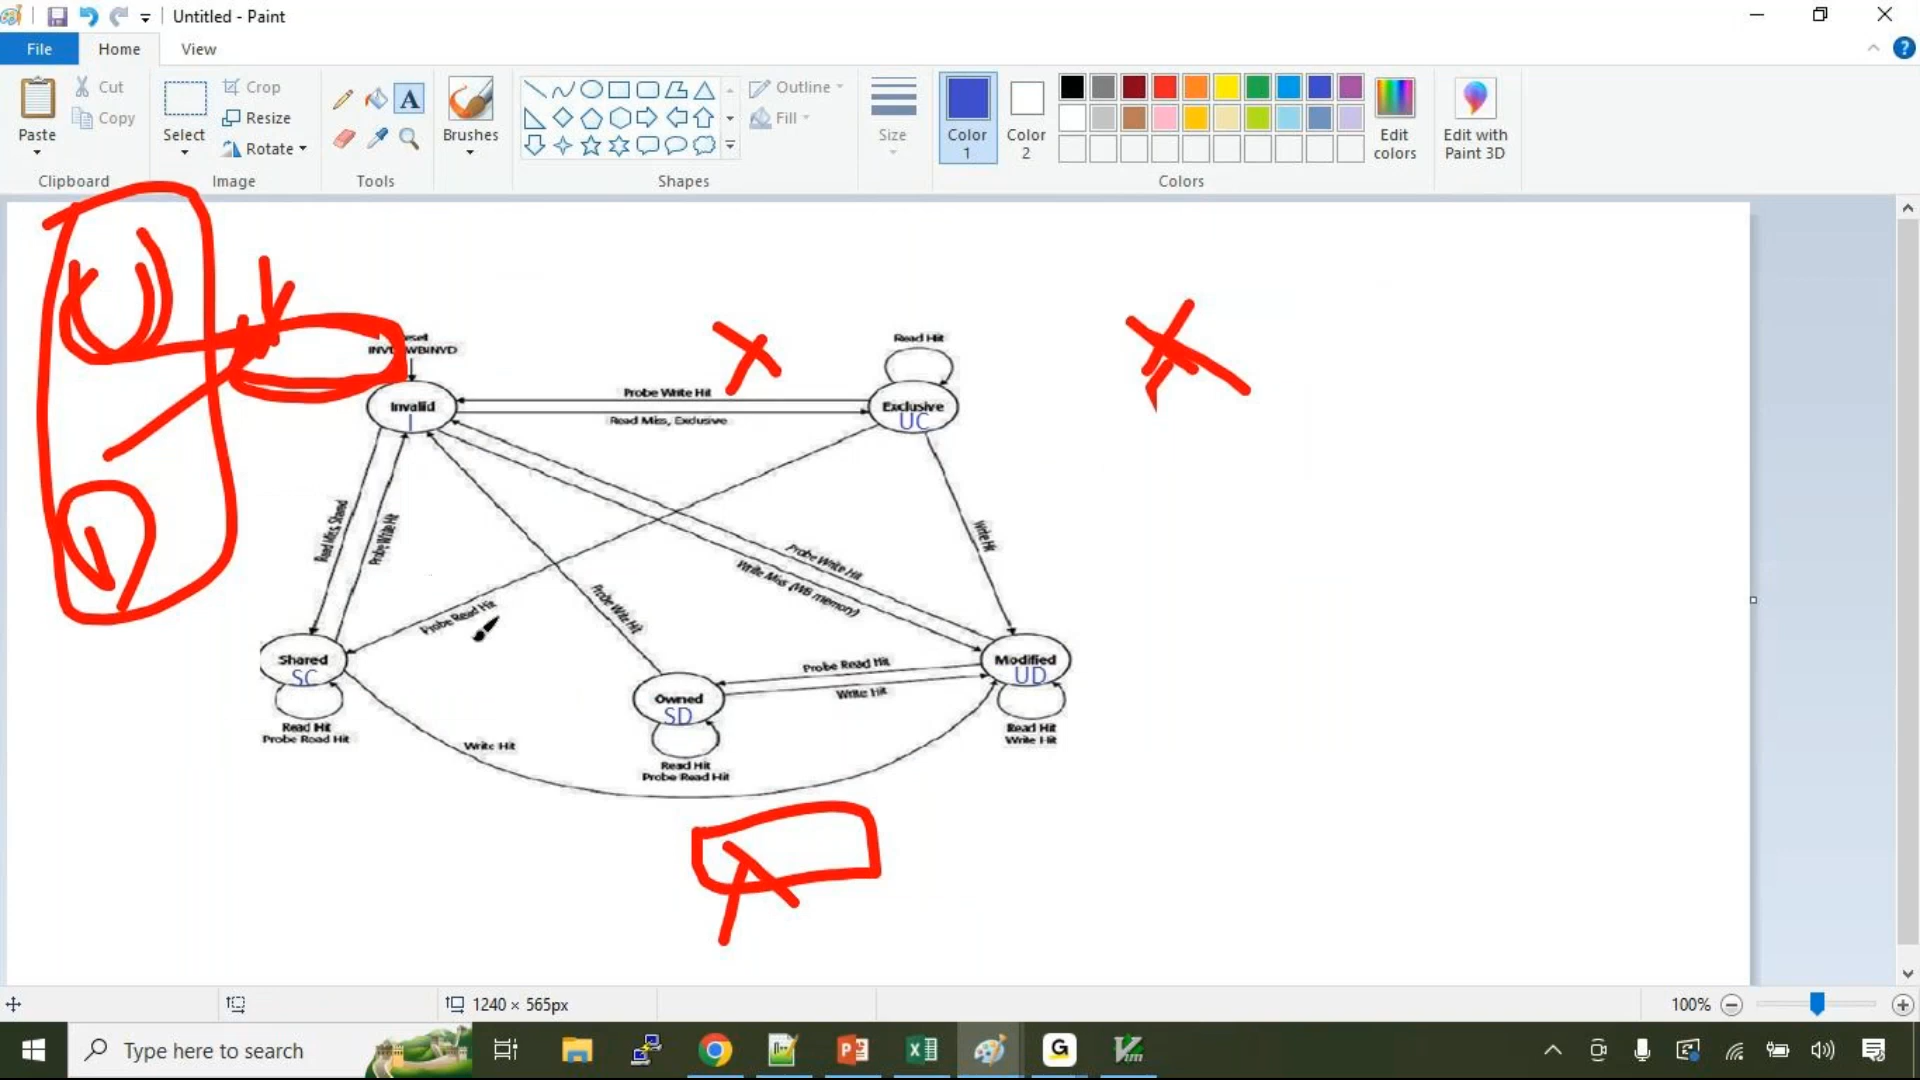 Untitled - Paint
File Home View
Paste
Cut
Copy
Clipboard
Select
Crop
Resize
Rotate
Image
Tools
Brushes
Outline
Fill
Shapes
Size
Color 1
Color 2
Edit colors
Edit with Paint 3D
Colors
Read Hit
Probe Write Hit
Invalid
I
Exclusive
UC
Read Miss, Exclusive
Read Miss, Shared
Probe Write Hit
Write Hit
Probe Write Hit
Write Miss (WB memory)
Probe Read Hit
Probe Write Hit
Shared
SC
Probe Read Hit
Modified
UD
Write Hit
Owned
SD
Read Hit
Probe Read Hit
Write Hit
Read Hit
Probe Read Hit
Read Hit
Write Hit
1240 × 565px
100%
Type here to search